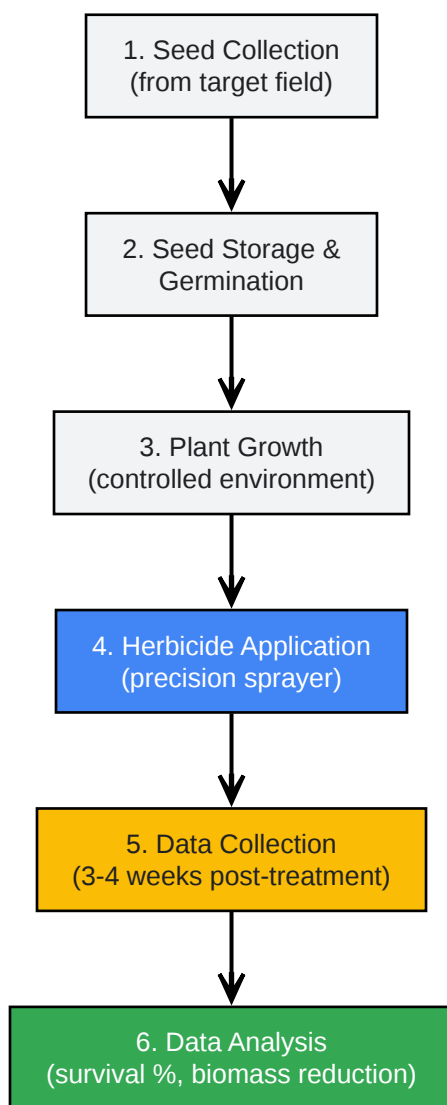 1. Seed Collection
(from target field)
2. Seed Storage &
Germination
3. Plant Growth
(controlled environment)
4. Herbicide Application
(precision sprayer)
5. Data Collection
(3-4 weeks post-treatment)
6. Data Analysis
(survival %, biomass reduction)